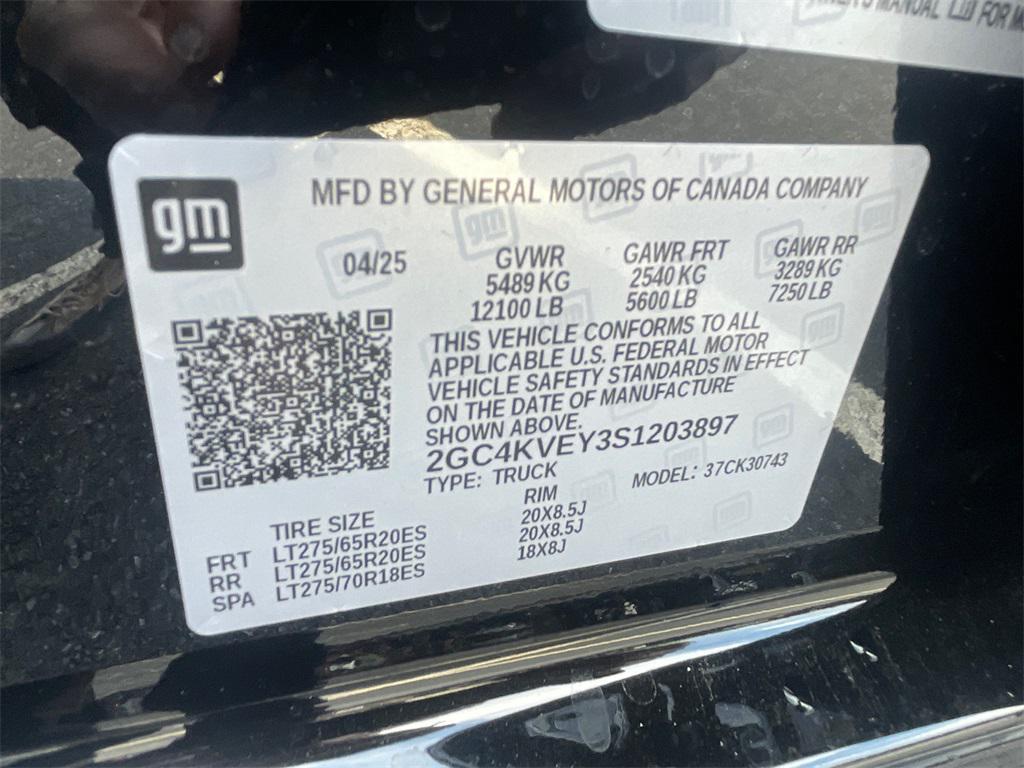 MANUAL
FOR
gm
MFD BY GENERAL MOTORS OF CANADA COMPANY
04/25
GVWR GAWR FRT GAWR RR
5489 KG 2540 KG 3289 KG
12100 LB 5600 LB 7250 LB
THIS VEHICLE CONFORMS TO ALL
APPLICABLE U.S. FEDERAL MOTOR
VEHICLE SAFETY STANDARDS IN EFFECT
ON THE DATE OF MANUFACTURE
SHOWN ABOVE.
2GC4KVEY3S1203897
TYPE: TRUCK MODEL: 37CK30743
TIRE SIZE RIM
FRT LT275/65R20ES 20X8.5J
RR LT275/65R20ES 20X8.5J
SPA LT275/70R18ES 18X8J